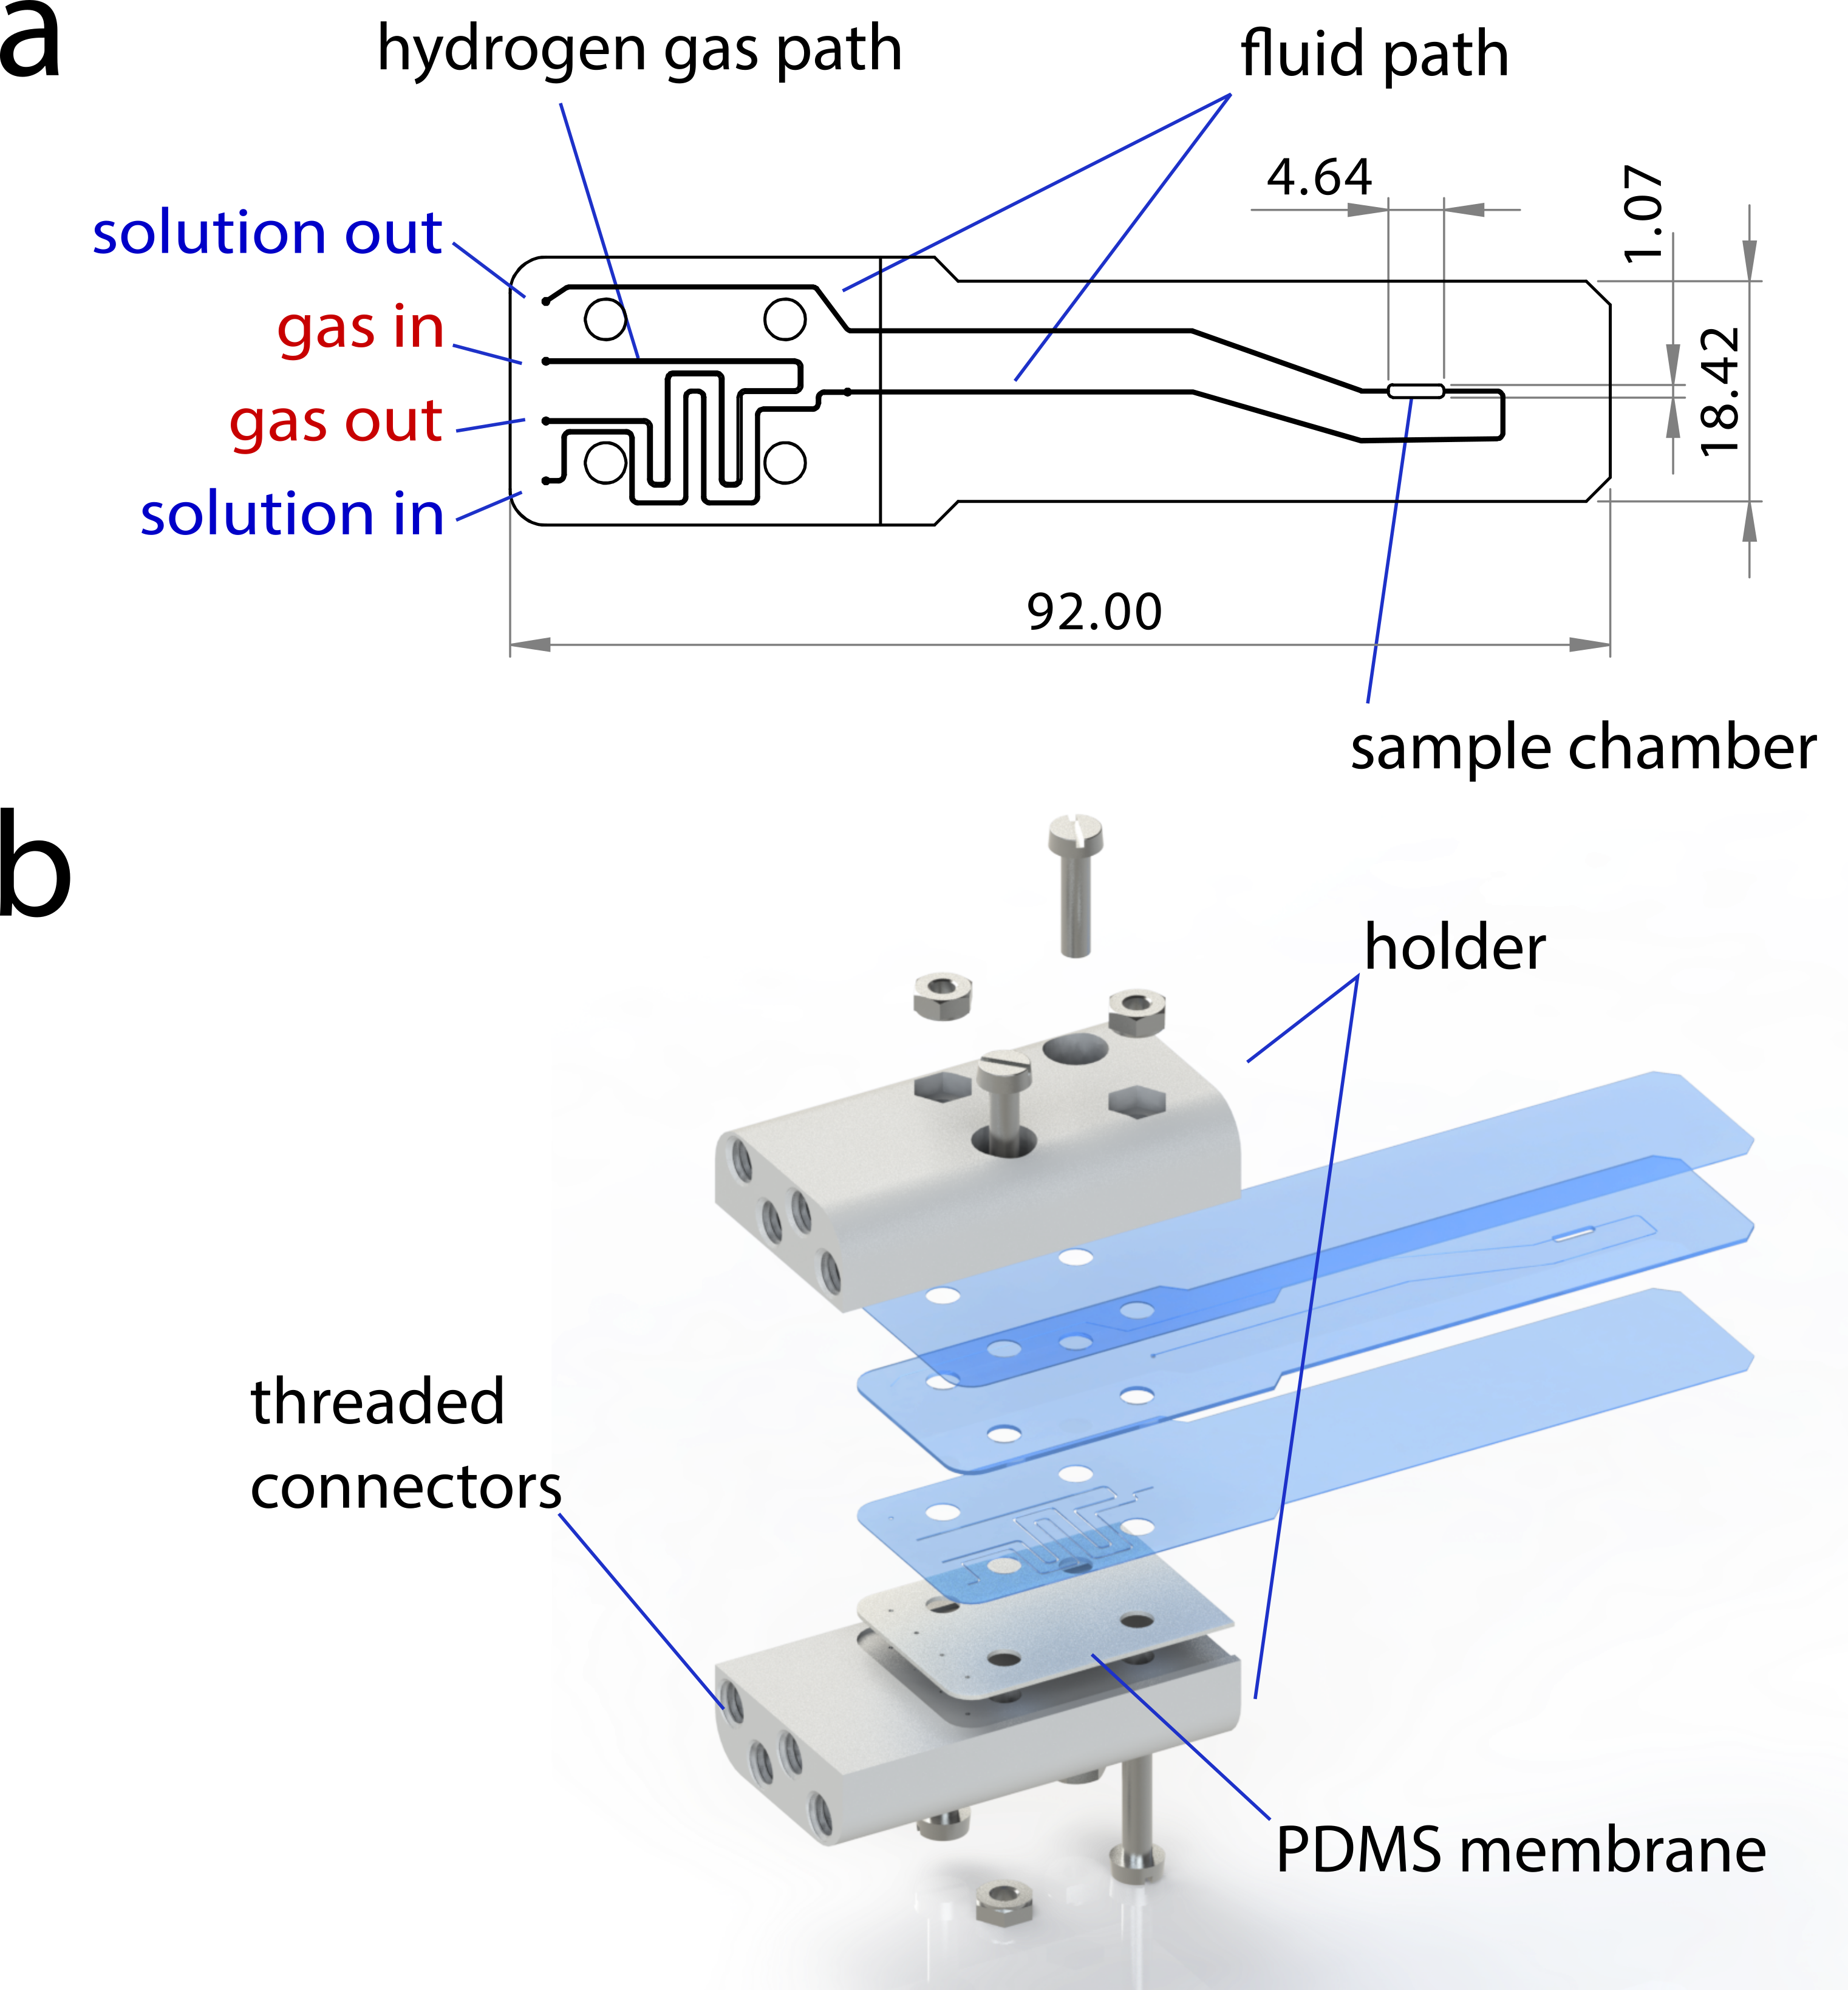 a
hydrogen gas path
fluid path
4.64
1.07
solution out
gas in
gas out
solution in
18.42
92.00
sample chamber
b
holder
threaded
connectors
PDMS membrane